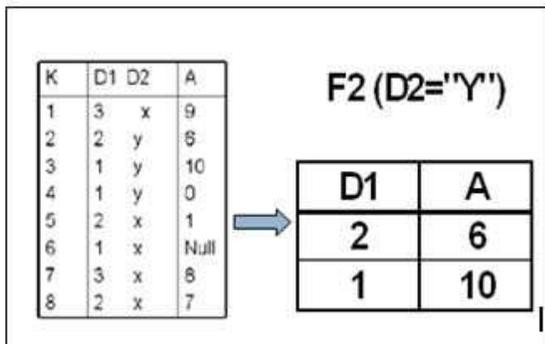 K D1 D2 A
1 3 x 9
2 2 y 6
3 1 y 10
4 1 y 0
5 2 x 1
6 1 x Null
7 3 x 8
8 2 x 7
F2 (D2="Y")
D1 A
2 6
1 10